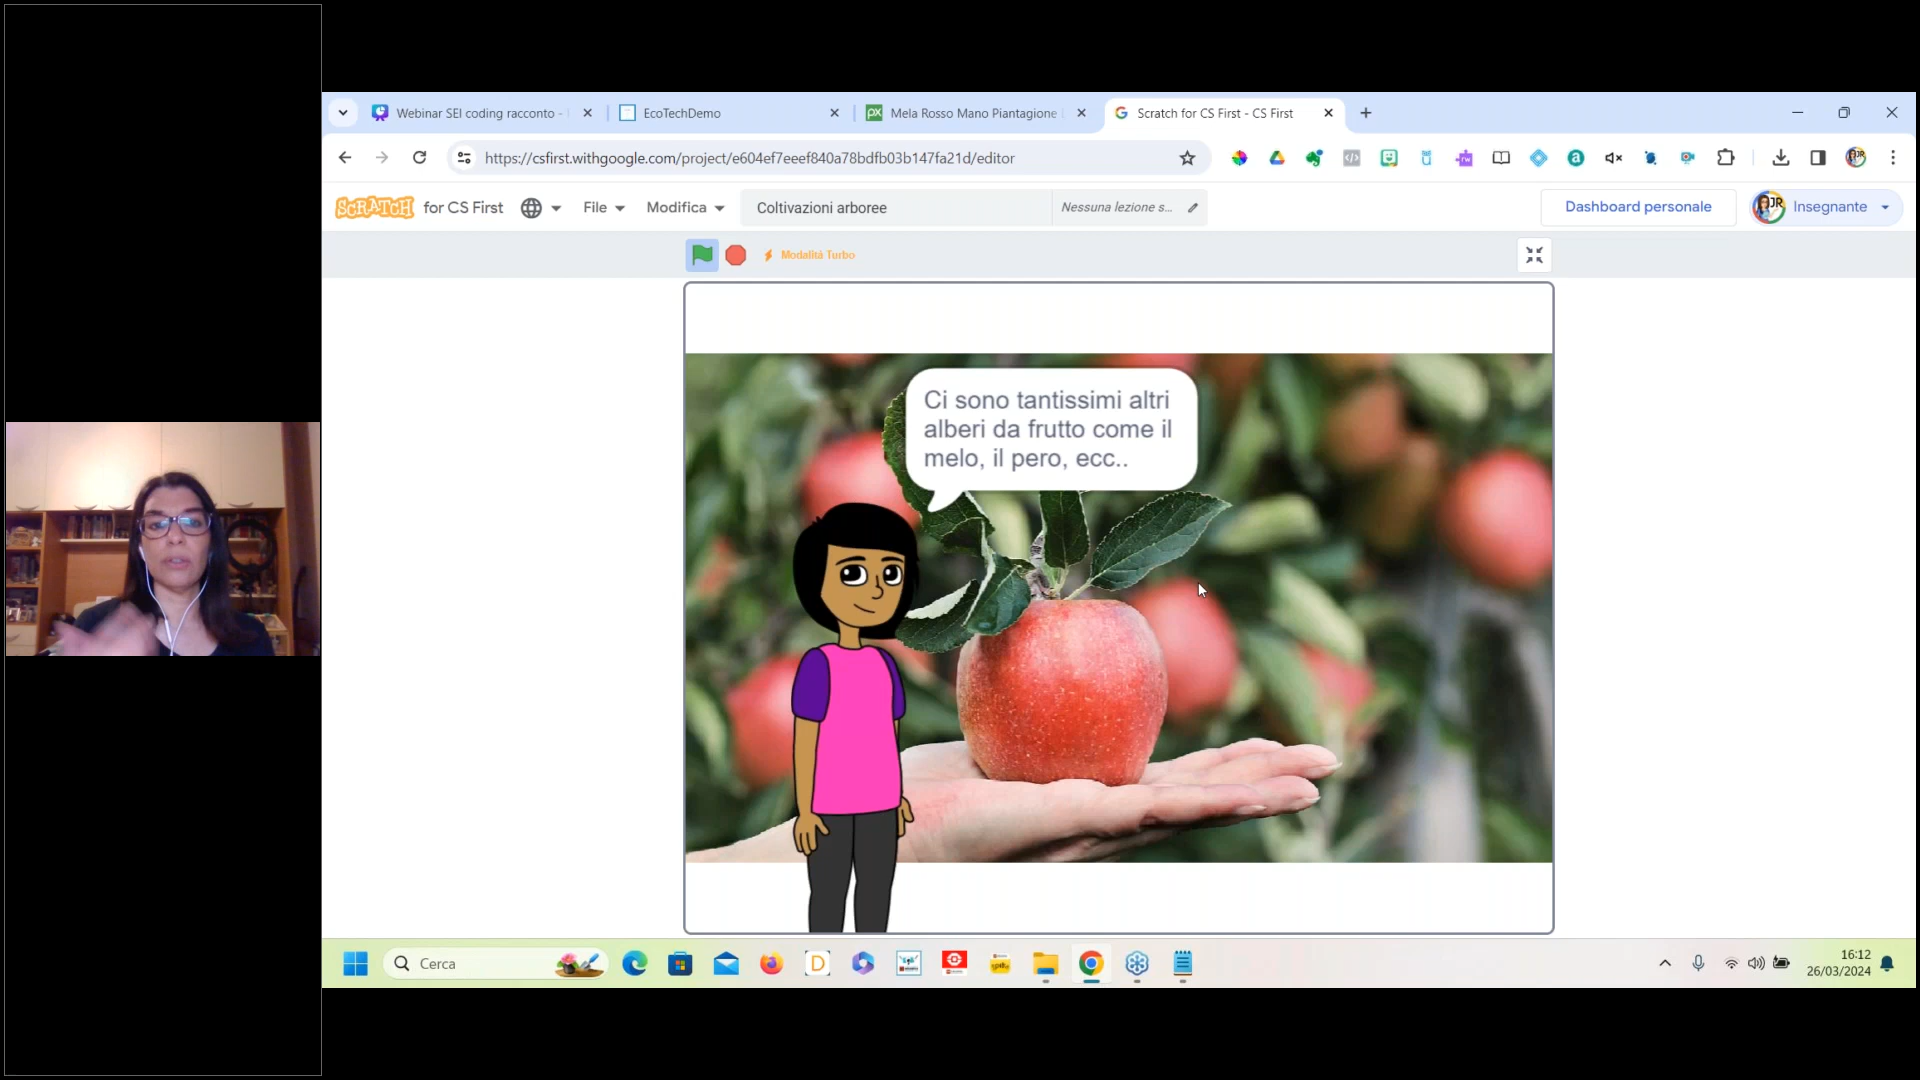 Webinar SEI coding racconto -
EcoTechDemo
Mela Rosso Mano Piantagione
Scratch for CS First - CS First
https://csfirst.withgoogle.com/project/e604ef7eeef840a78bdfb03b147fa21d/editor
SCRATCH for CS First
File
Modifica
Coltivazioni arboree
Nessuna lezione s...
Dashboard personale
JR
Insegnante
Modalità Turbo
Ci sono tantissimi altri
alberi da frutto come il
melo, il pero, ecc..
Cerca
16:12
26/03/2024